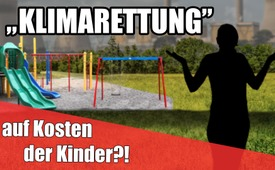 „KLIMARETTUNG”
auf Kosten
der Kinder?!